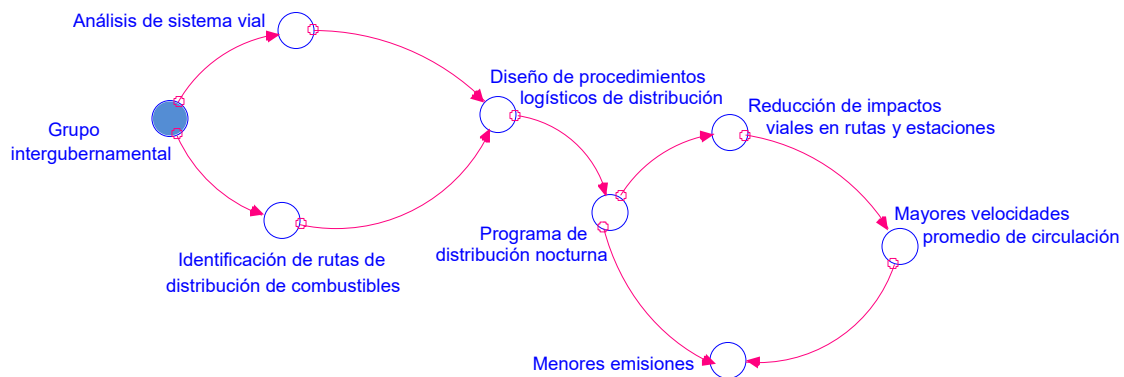 Análisis de sistema vial
Diseño de procedimientos
logísticos de distribución
Reducción de impactos
viales en rutas y estaciones
Grupo
intergubernamental
Mayores velocidades
promedio de circulación
Programa de
distribución nocturna
Identificación de rutas de
distribución de combustibles
Menores emisiones